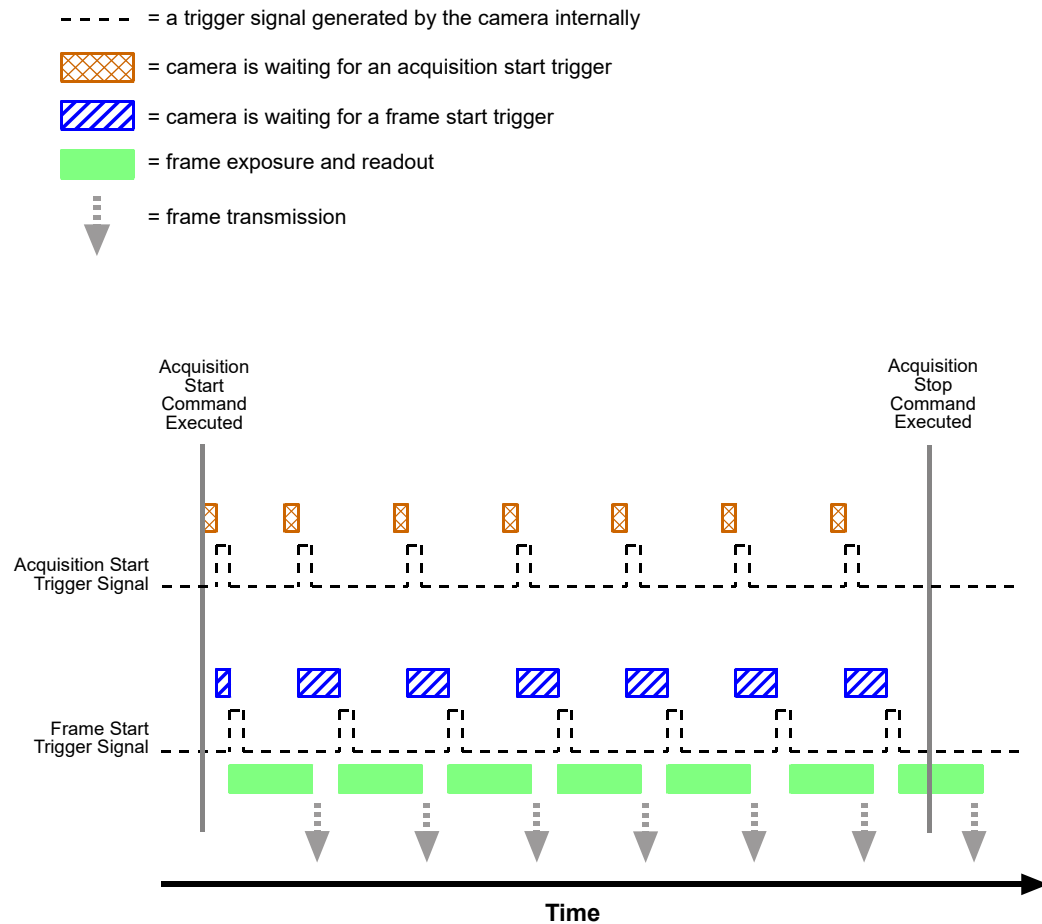 = a trigger signal generated by the camera internally
= camera is waiting for an acquisition start trigger
= camera is waiting for a frame start trigger
= frame exposure and readout
= frame transmission
Acquisition
Start
Command
Executed
Acquisition
Stop
Command
Executed
Acquisition Start
Trigger Signal
Frame Start
Trigger Signal
Time